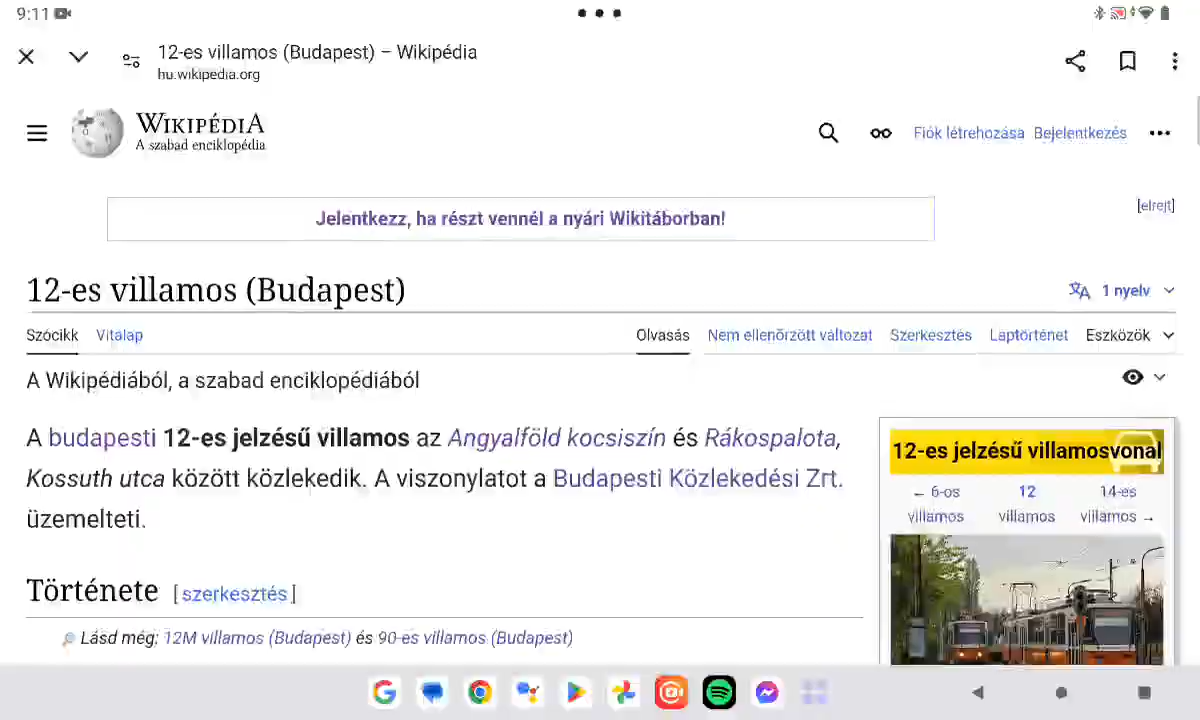 9:11
12-es villamos (Budapest) – Wikipédia
hu.wikipedia.org
WIKIPÉDIA
A szabad enciklopédia
Fiók létrehozása Bejelentkezés
Jelentkezz, ha részt vennél a nyári Wikitáborban!
[elrejt]
12-es villamos (Budapest)
1 nyelv
Szócikk Vitalap
Olvasás Nem ellenőrzött változat Szerkesztés Laptörténet Eszközök
A Wikipédiából, a szabad enciklopédiából
A budapesti 12-es jelzésű villamos az Angyalföld kocsiszín és Rákospalota,
Kossuth utca között közlekedik. A viszonylatot a Budapesti Közlekedési Zrt.
üzemelteti.
12-es jelzésű villamosvonal
← 6-os 12 14-es
villamos villamos villamos →
Története [szerkesztés]
Lásd még: 12M villamos (Budapest) és 90-es villamos (Budapest)